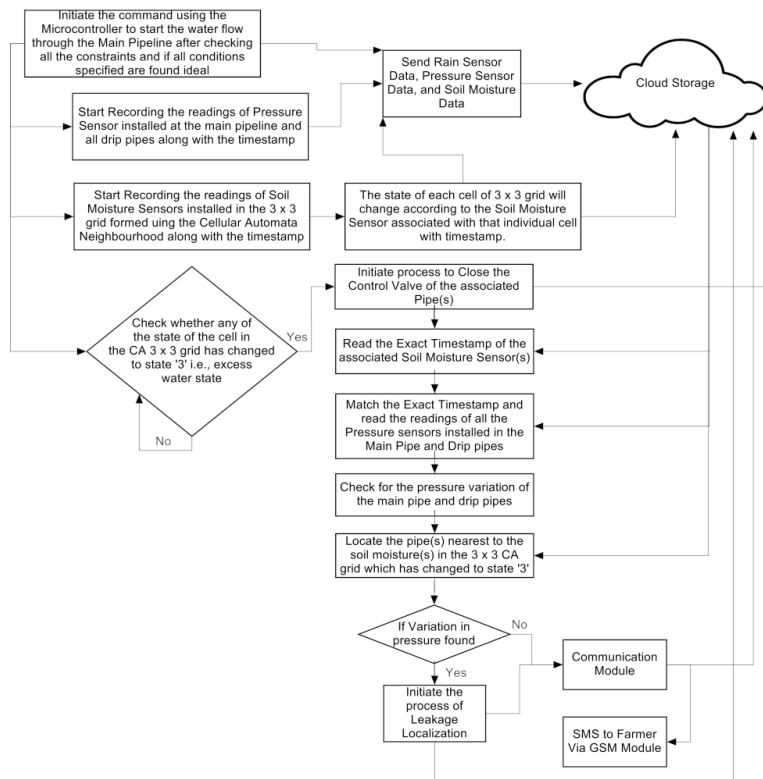 Initiate the command using the
Microcontroller to start the water flow
through the Main Pipeline after checking
all the constraints and if all conditions
specified are found ideal
Send Rain Sensor
Data, Pressure Sensor
Data, and Soil Moisture
Data
Cloud Storage
Start Recording the readings of Pressure
Sensor installed at the main pipeline and
all drip pipes along with the timestamp
Start Recording the readings of Soil
Moisture Sensors installed in the 3 x 3
grid formed uing the Cellular Automata
Neighbourhood along with the timestamp
The state of each cell of 3 x 3 grid will
change according to the Soil Moisture
Sensor associated with that individual cell
with timestamp.
Initiate process to Close the
Control Valve of the associated
Pipe(s)
Check whether any of
the state of the cell in
the CA 3 x 3 grid has changed
to state '3' i.e., excess
water state
Yes
No
Read the Exact Timestamp of the
associated Soil Moisture Sensor(s)
Match the Exact Timestamp and
read the readings of all the
Pressure sensors installed in the
Main Pipe and Drip pipes
Check for the pressure variation of
the main pipe and drip pipes
Locate the pipe(s) nearest to the
soil moisture(s) in the 3 x 3 CA
grid which has changed to state '3'
If Variation in
pressure found
No
Yes
Communication
Module
Initiate the
process of
Leakage
Localization
SMS to Farmer
Via GSM Module